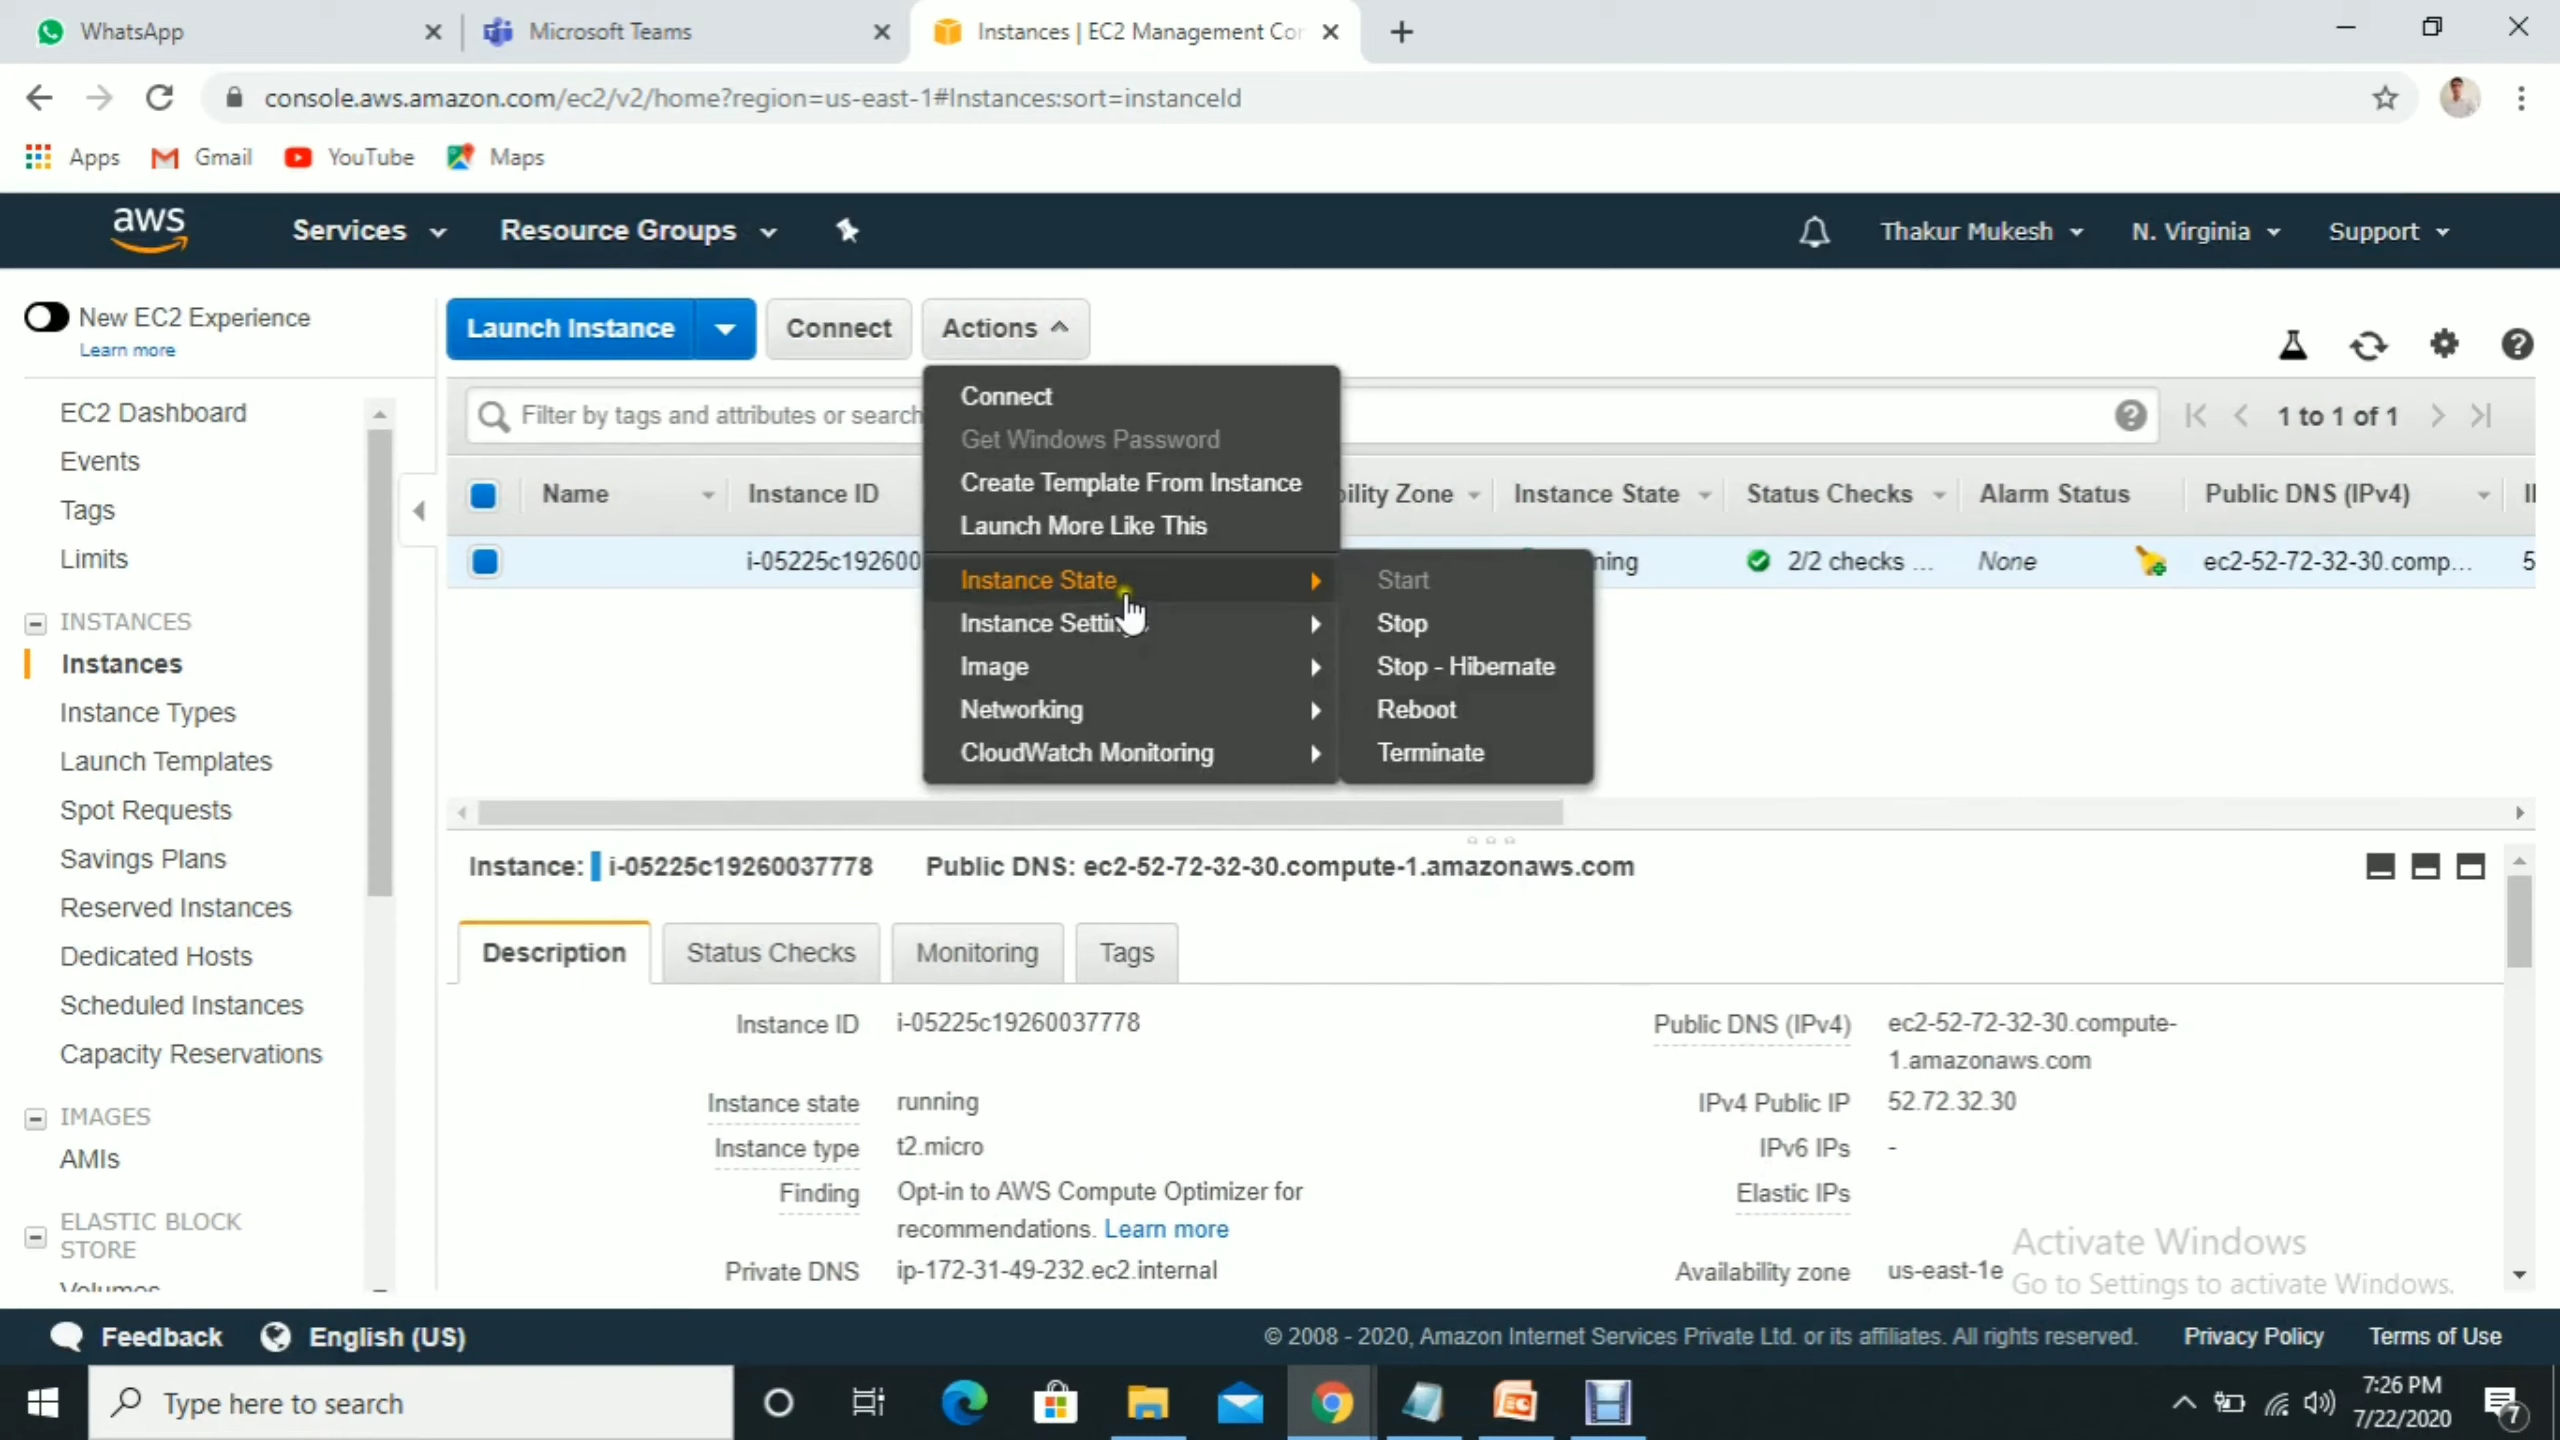 WhatsApp
Microsoft Teams
Instances | EC2 Management Cor
console.aws.amazon.com/ec2/v2/home?region=us-east-1#Instances:sort=instanceId
Apps
Gmail
YouTube
Maps
aws
Services
Resource Groups
Thakur Mukesh
N. Virginia
Support
New EC2 Experience
Learn more
Launch Instance
Connect
Actions
EC2 Dashboard
Events
Tags
Limits
INSTANCES
Instances
Instance Types
Launch Templates
Spot Requests
Savings Plans
Reserved Instances
Dedicated Hosts
Scheduled Instances
Capacity Reservations
IMAGES
AMIs
ELASTIC BLOCK
STORE
Volumes
Filter by tags and attributes or search
1 to 1 of 1
Connect
Get Windows Password
Create Template From Instance
Launch More Like This
Instance State
Instance Settin
Image
Networking
CloudWatch Monitoring
Start
Stop
Stop - Hibernate
Reboot
Terminate
Name
Instance ID
bility Zone
Instance State
Status Checks
Alarm Status
Public DNS (IPv4)
i-05225c192600
ning
2/2 checks ...
None
ec2-52-72-32-30.comp...
5
Instance: i-05225c19260037778 Public DNS: ec2-52-72-32-30.compute-1.amazonaws.com
Description
Status Checks
Monitoring
Tags
Instance ID i-05225c19260037778
Instance state running
Instance type t2.micro
Finding Opt-in to AWS Compute Optimizer for
recommendations. Learn more
Private DNS ip-172-31-49-232.ec2.internal
Public DNS (IPv4) ec2-52-72-32-30.compute-
1.amazonaws.com
IPv4 Public IP 52.72.32.30
IPv6 IPs -
Elastic IPs
Availability zone us-east-1e
Activate Windows
Go to Settings to activate Windows.
Feedback
English (US)
© 2008 - 2020, Amazon Internet Services Private Ltd. or its affiliates. All rights reserved.
Privacy Policy
Terms of Use
Type here to search
7:26 PM
7/22/2020
7